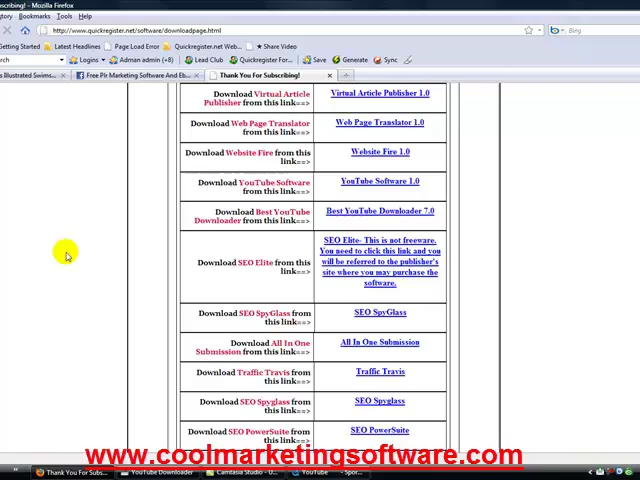 scribing! - Mozilla Firefox
tory Bookmarks Tools Help
http://www.quickregister.net/software/downloadpage.html
Bing
Getting Started Latest Headlines Page Load Error Quickregister.net Web... ★ Share Video
rch Logins Adman admin (+8) Lead Club Quickregister For... Save Generate Sync
s Illustrated Swims... Free Plr Marketing Software And Eb... Thank You For Subscribing!
Download Virtual Article
Publisher from this link==>
Virtual Article Publisher 1.0
Download Web Page Translator
from this link==>
Web Page Translator 1.0
Download Website Fire from this
link==>
Website Fire 1.0
Download YouTube Software
from this link==>
YouTube Software 1.0
Download Best YouTube
Downloader from this link==>
Best YouTube Downloader 7.0
Download SEO Elite from this
link==>
SEO Elite- This is not freeware.
You need to click this link and you
will be referred to the publisher's
site where you may purchase the
software.
Download SEO SpyGlass from
this link==>
SEO SpyGlass
Download All In One
Submission from this link==>
All In One Submission
Download Traffic Travis from
this link==>
Traffic Travis
Download SEO Spyglass from
this link==>
SEO Spyglass
Download SEO PowerSuite from
this link==>
SEO PowerSuite
www.coolmarketingsoftware.com
Thank You For Subs... YouTube Downloader Camtasia Studio - U... YouTube - Spor...